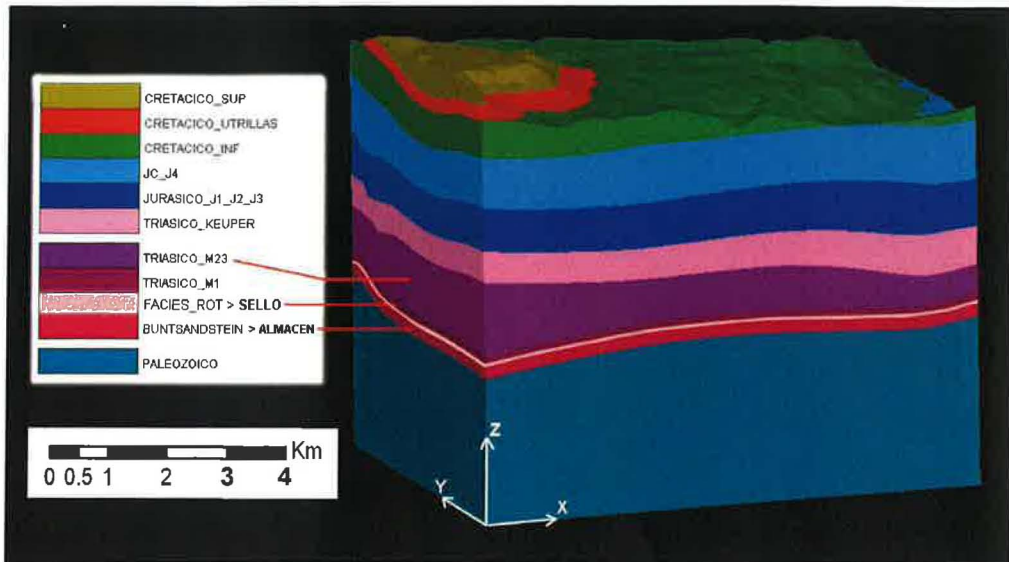 CRETACICO_SUP
CRETACICO_UTRILLAS
CRETACICO_INF
JC_J4
JURASICO_J1_J2_J3
TRIASICO_KEUPER
TRIASICO_M23
TRIASICO_M1
FACIES_ROT > SELLO
BUNTSANDSTEIN > ALMACEN
PALEOZOICO
Km
0 0.5 1 2 3 4
Z
Y
X